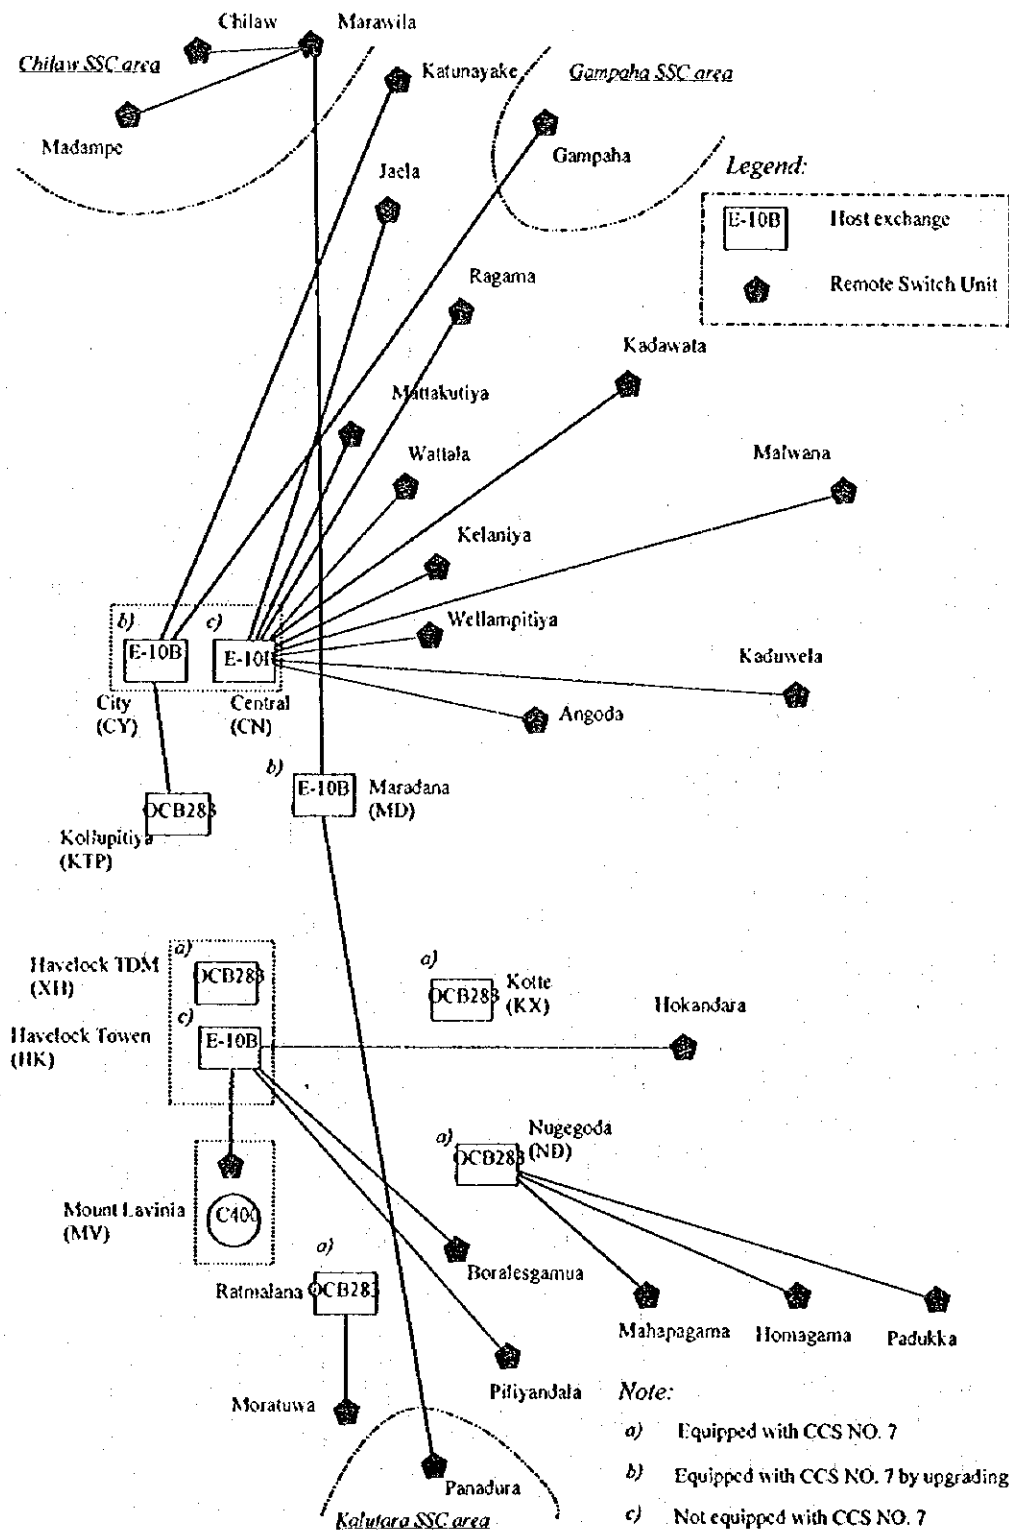 Chilaw
Marawila
Chilaw SSC area
Katunayake
Gampaha SSC area
Madampe
Gampaha
Jaela
Legend:
E-10B
Host exchange
Ragama
Remote Switch Unit
Kadawata
Mattakutiya
Wattala
Malwana
Kelaniya
Wellampitiya
b)
c)
E-10B
E-10B
Kaduwela
City
(CY)
Central
(CN)
Angoda
b)
E-10B
Maradana
(MD)
OCB283
Kollupitiya
(KTP)
a)
Havelock TDM
(XH)
OCB283
a)
OCB283
Kotte
(KX)
Hokandara
c)
Havelock Towen
(HK)
E-10B
Nugegoda
(ND)
a)
OCB283
Mount Lavinia
(MV)
C400
a)
Boralesgamua
Ratmalana
OCB283
Mahapagama
Homagama
Padukka
Piliyandala
Moratuwa
Note:
a) Equipped with CCS NO. 7
Panadura
b) Equipped with CCS NO. 7 by upgrading
Kalutara SSC area
c) Not equipped with CCS NO. 7